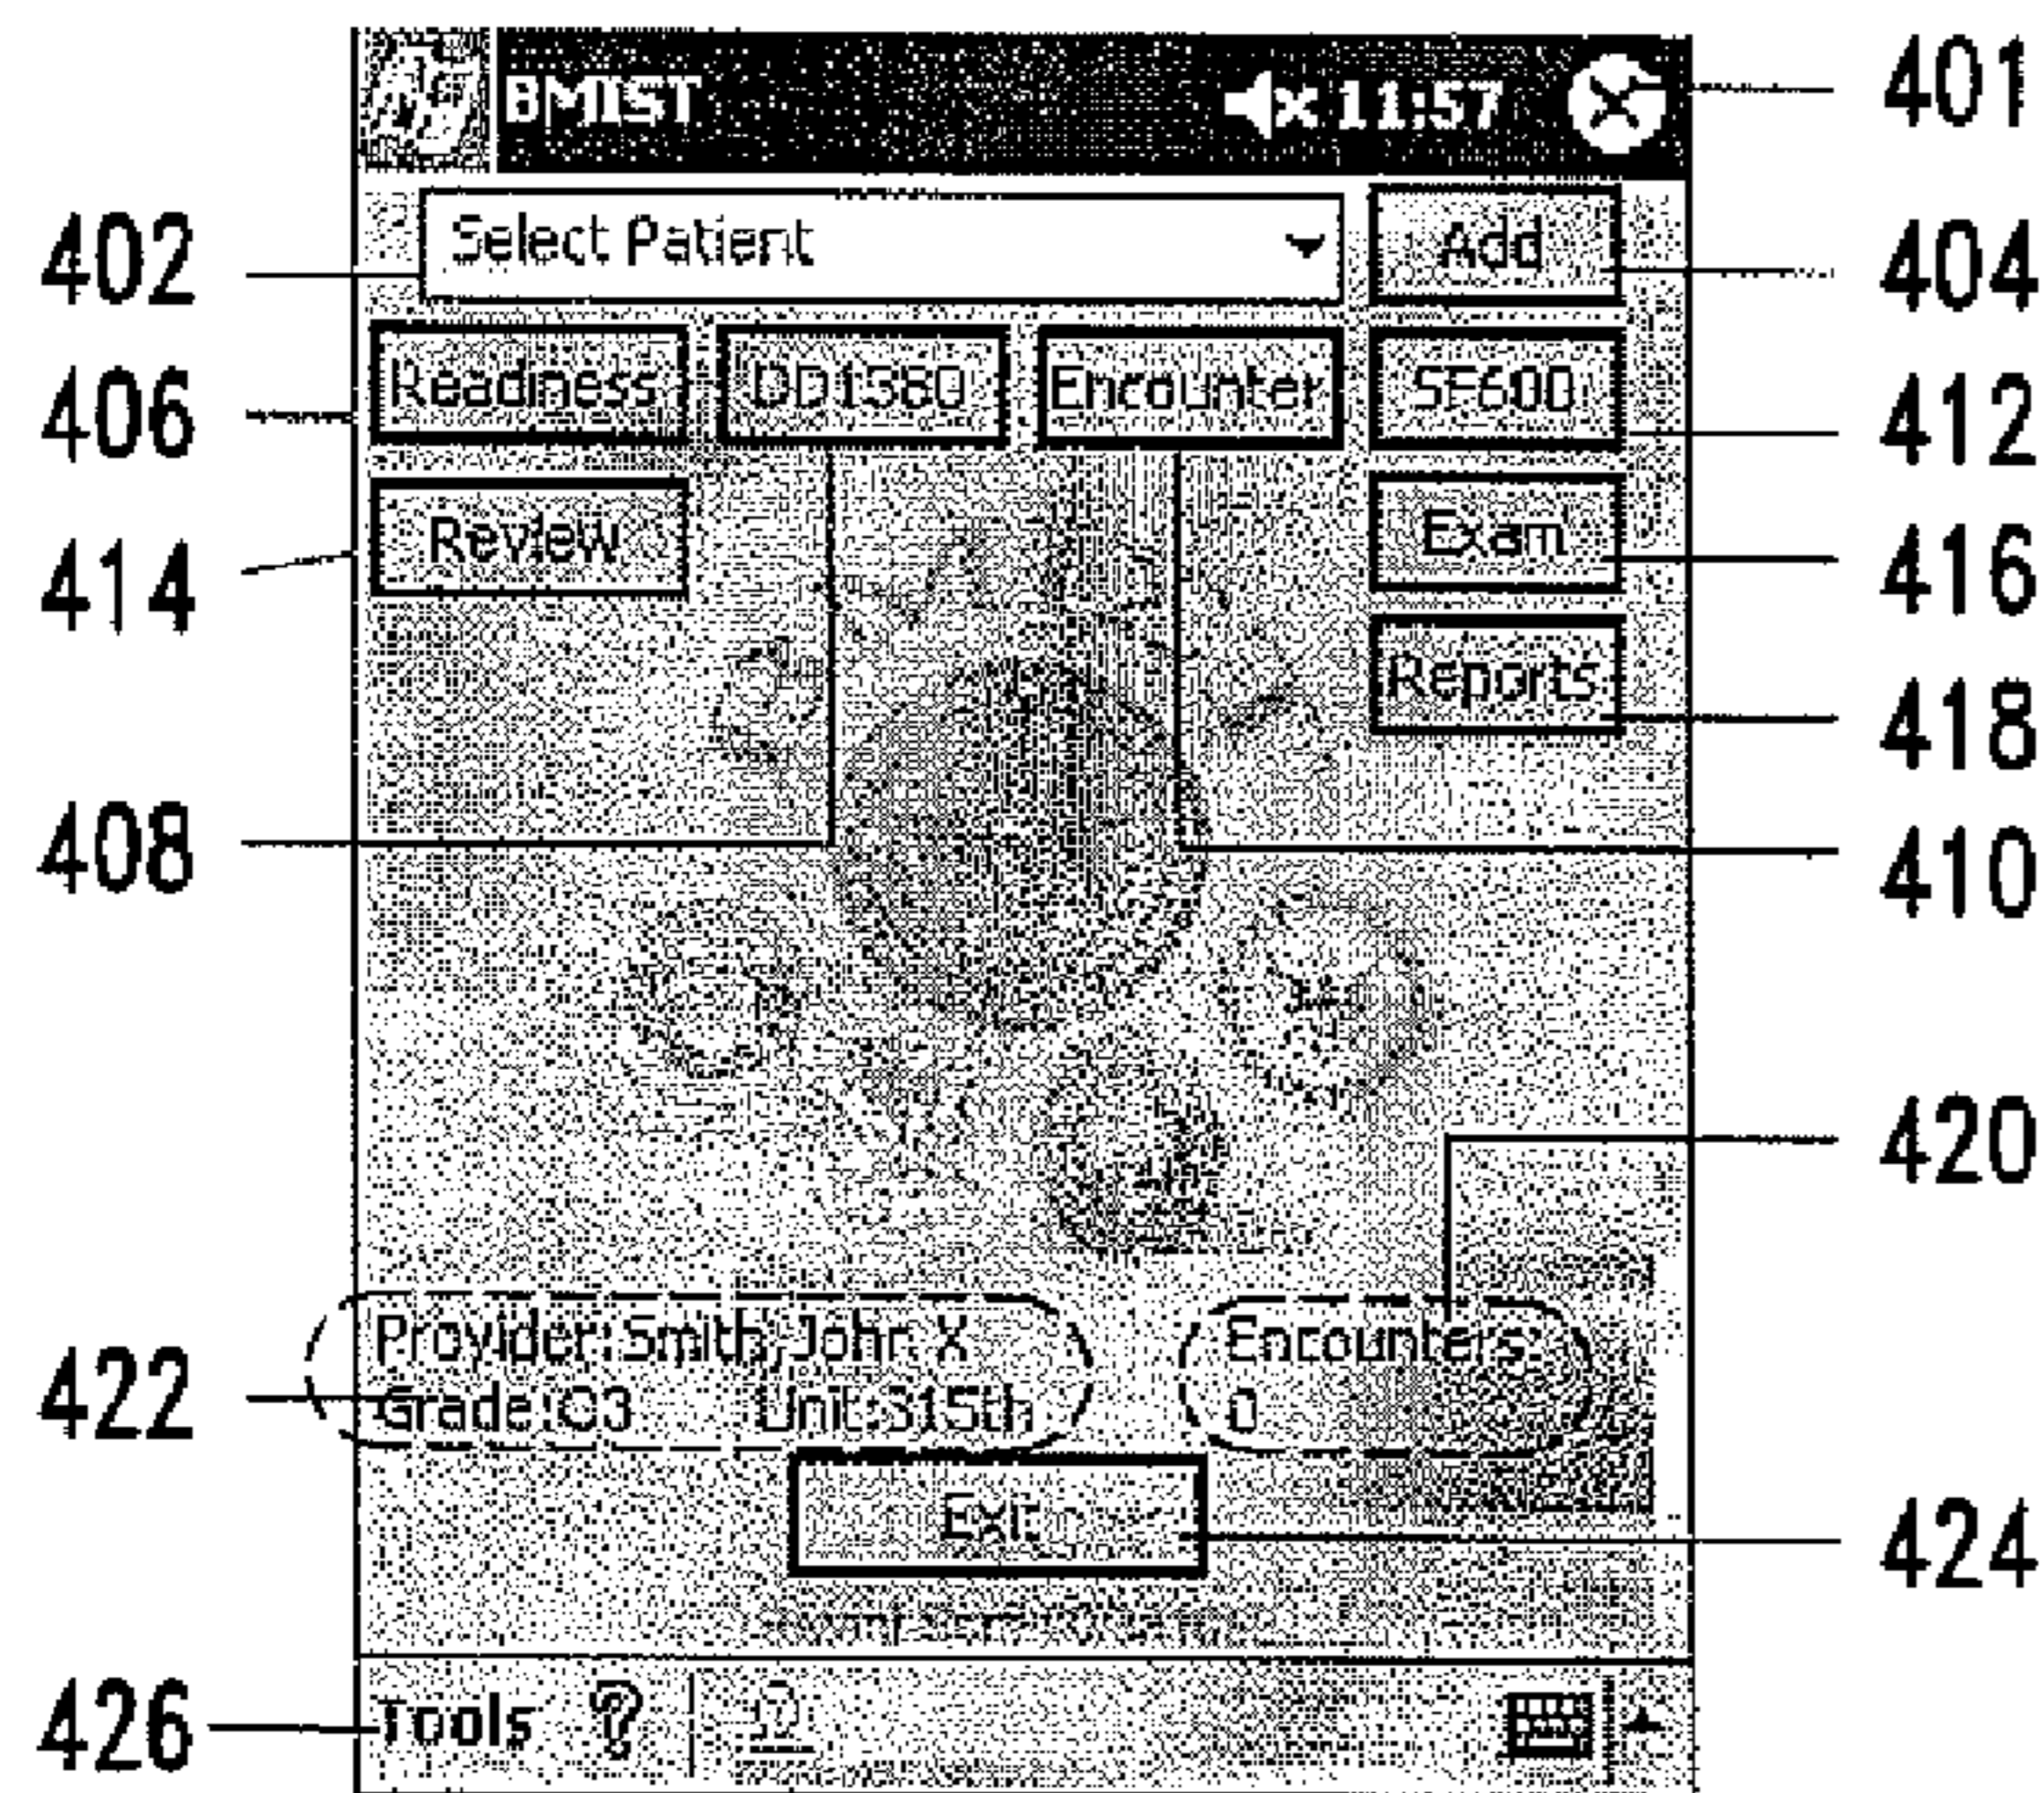 BMIST 11:57 401
402 Select Patient Add 404
406 Readiness DD1380 Encounter SF600 412
414 Review Exam 416
Reports 418
408 410
420
Provider:Smith, John X Encounters:
422 Grade:O3 Unit:315th 0
Exit 424
426 Tools ?